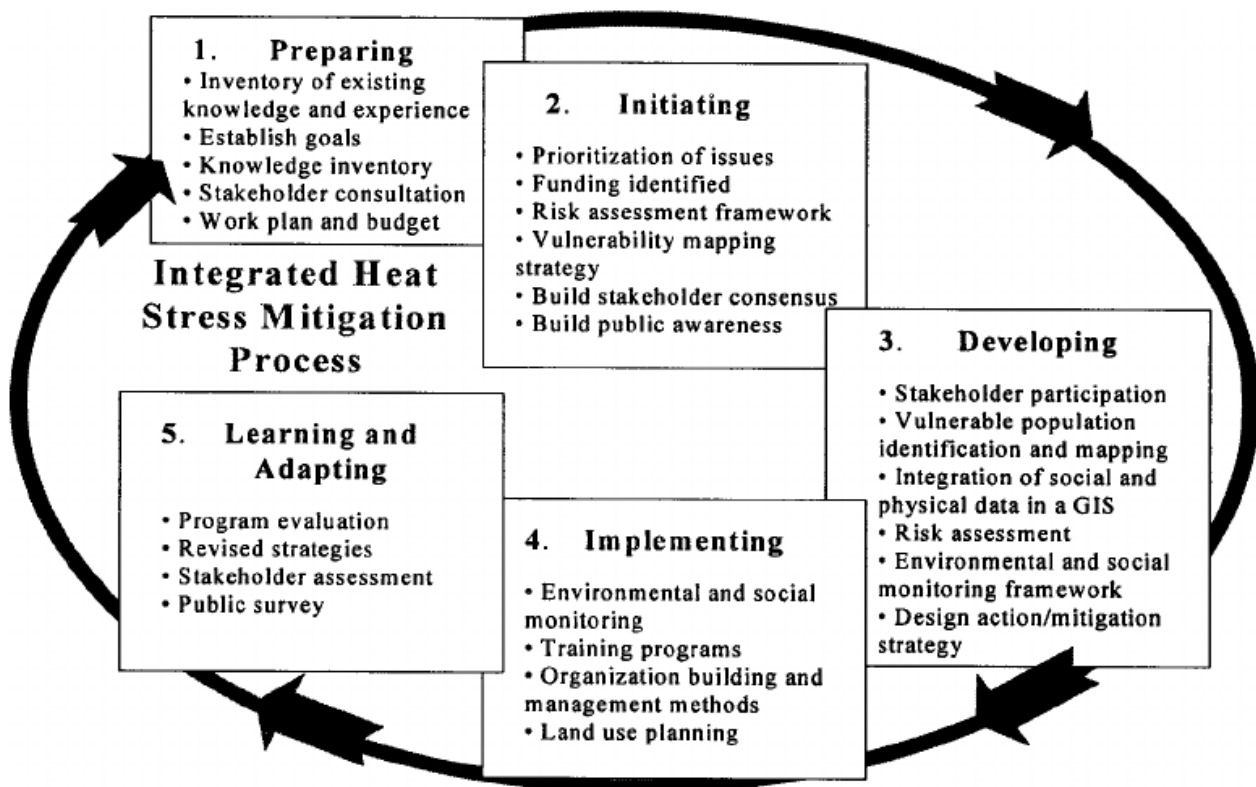 1. Preparing
• Inventory of existing
knowledge and experience
• Establish goals
• Knowledge inventory
• Stakeholder consultation
• Work plan and budget
2. Initiating
• Prioritization of issues
• Funding identified
• Risk assessment framework
• Vulnerability mapping
strategy
• Build stakeholder consensus
• Build public awareness
Integrated Heat
Stress Mitigation
Process
3. Developing
• Stakeholder participation
• Vulnerable population
identification and mapping
• Integration of social and
physical data in a GIS
• Risk assessment
• Environmental and social
monitoring framework
• Design action/mitigation
strategy
4. Implementing
• Environmental and social
monitoring
• Training programs
• Organization building and
management methods
• Land use planning
5. Learning and
Adapting
• Program evaluation
• Revised strategies
• Stakeholder assessment
• Public survey